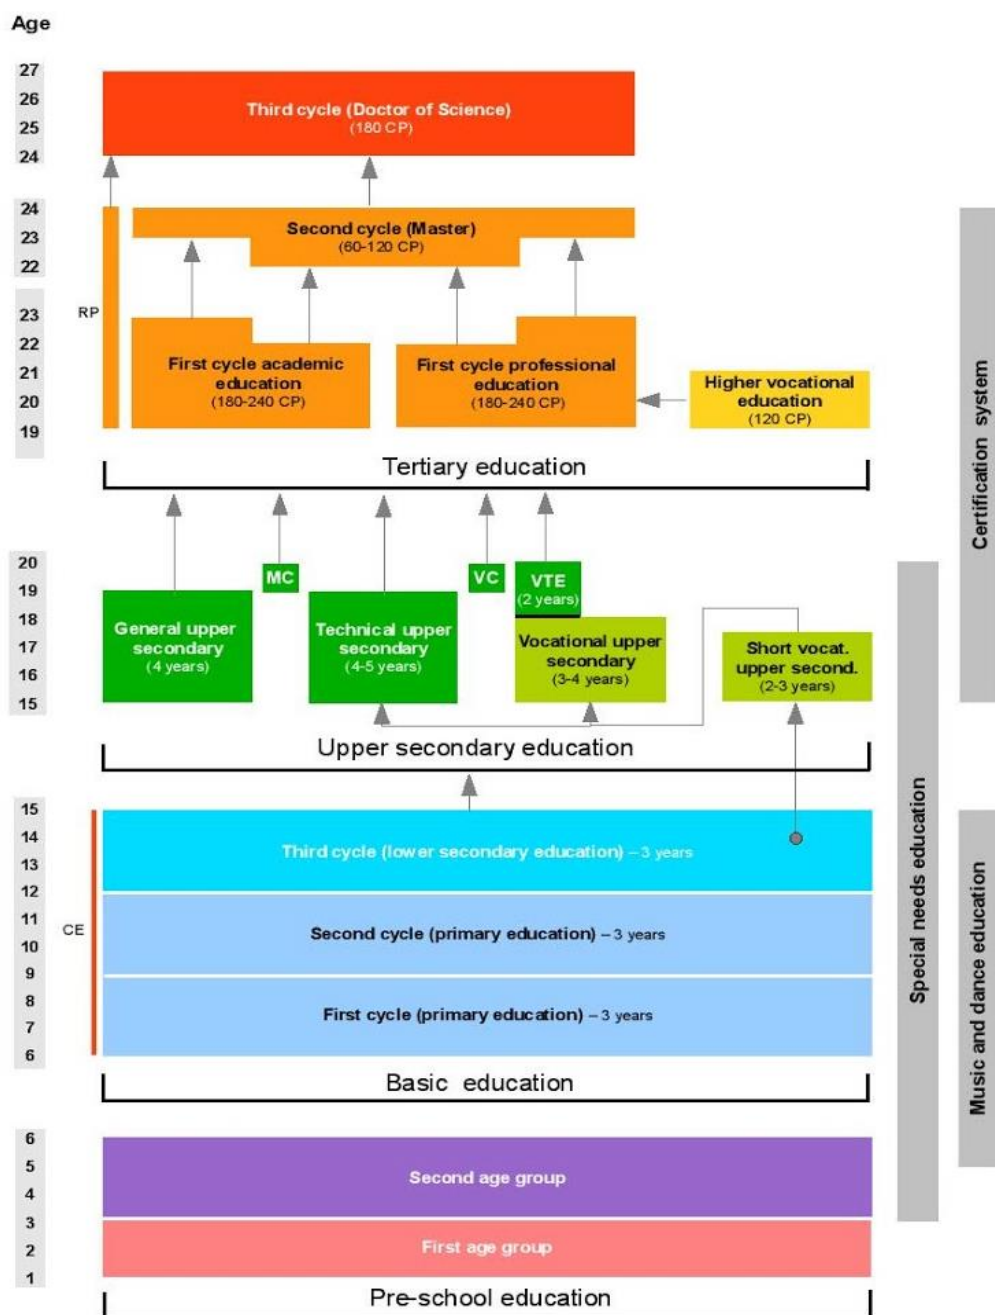 Age
27
26
25
24
Third cycle (Doctor of Science)
(180 CP)
24
23
22
Second cycle (Master)
(60-120 CP)
RP
23
22
21
20
19
First cycle academic
education
(180-240 CP)
First cycle professional
education
(180-240 CP)
Higher vocational
education
(120 CP)
Tertiary education
20
19
18
17
16
15
General upper
secondary
(4 years)
MC
Technical upper
secondary
(4-5 years)
VC
VTE
(2 years)
Vocational upper
secondary
(3-4 years)
Short vocat.
upper second.
(2-3 years)
Upper secondary education
15
14
13
12
11
10
9
8
7
6
CE
Third cycle (lower secondary education) – 3 years
Second cycle (primary education) – 3 years
First cycle (primary education) – 3 years
Basic education
6
5
4
3
2
1
Second age group
First age group
Pre-school education
Special needs education
Certification system
Music and dance education